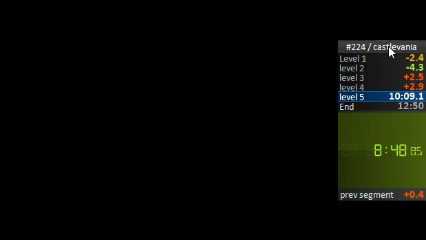 #224 / castlevania
Level 1 -2.4
level 2 -4.3
level 3 +2.5
level 4 +2.9
level 5 10:09.1
End 12:50
8:48 85
prev segment +0.4